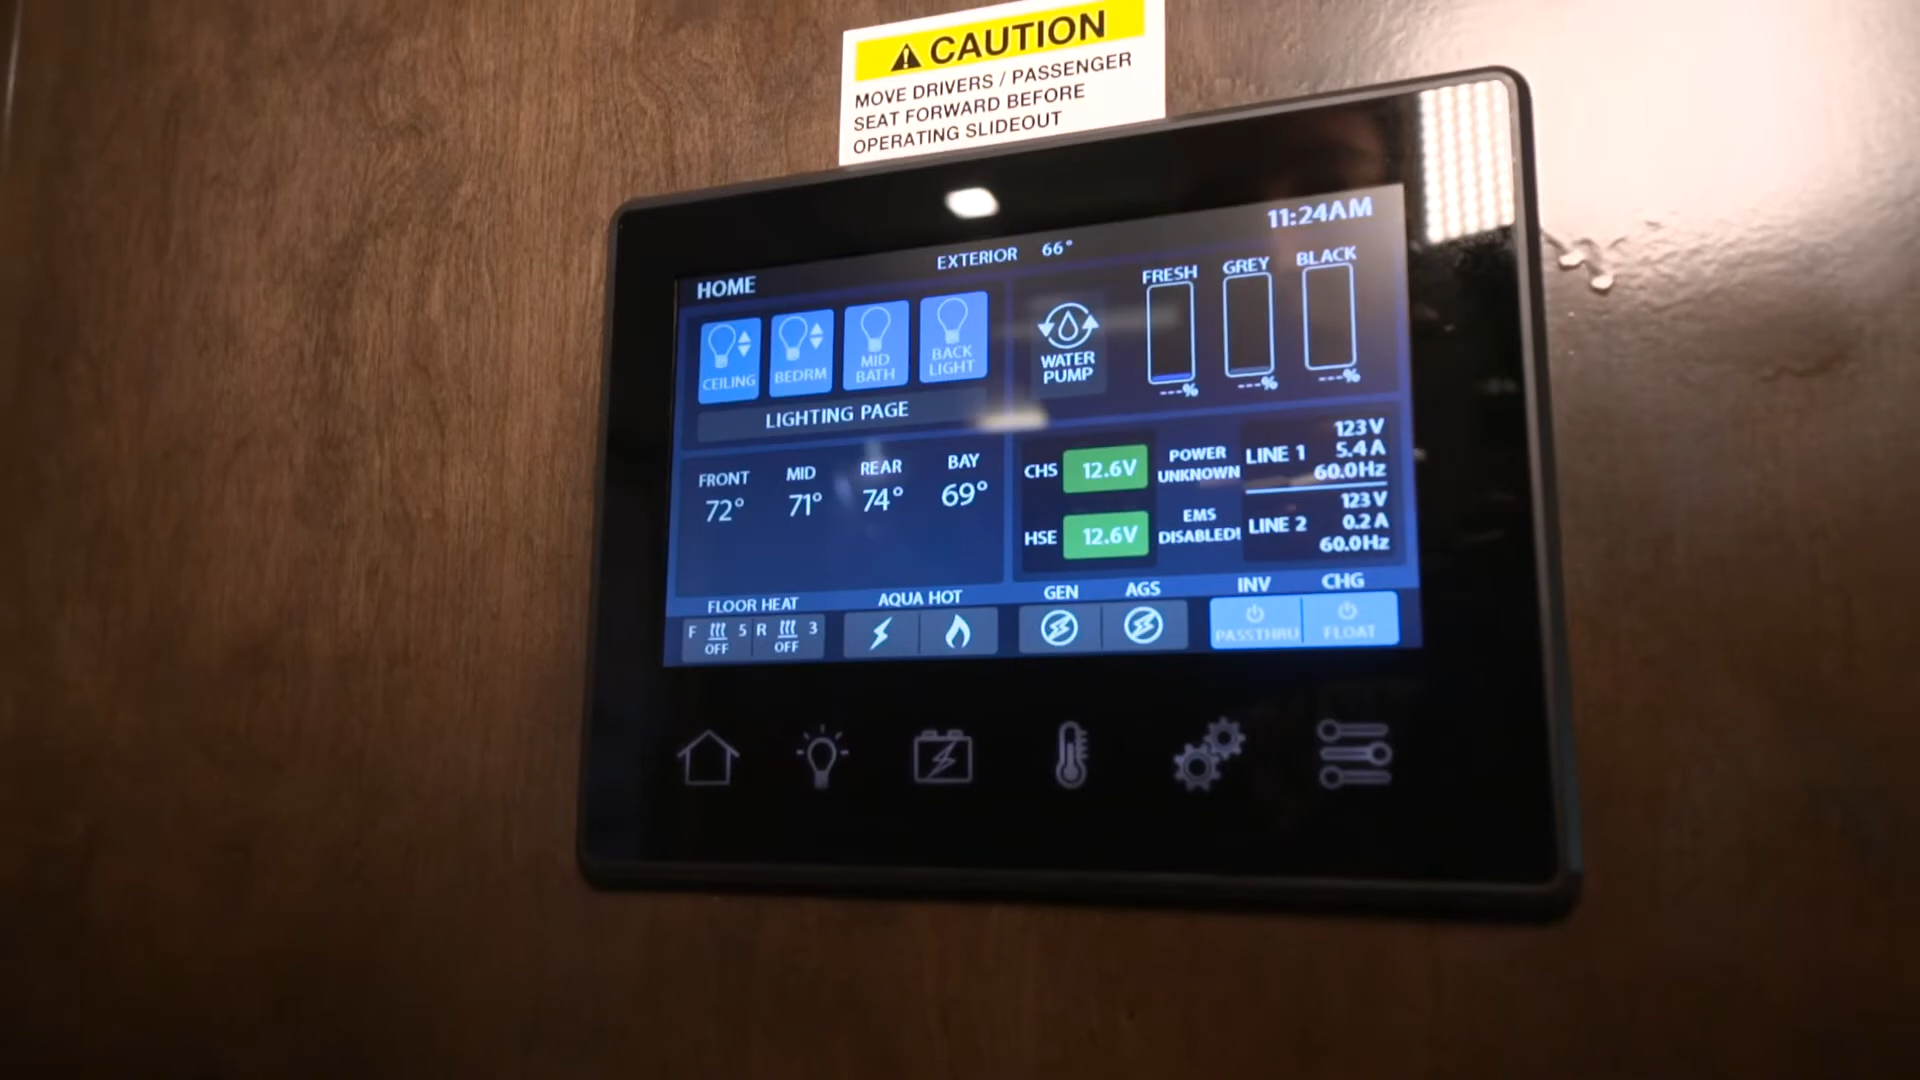 CAUTION
MOVE DRIVERS / PASSENGER
SEAT FORWARD BEFORE
OPERATING SLIDEOUT
11:24AM
EXTERIOR 66°
HOME
CEILING
BEDRM
MID
BATH
BACK
LIGHT
LIGHTING PAGE
WATER
PUMP
FRESH
---%
GREY
---%
BLACK
---%
FRONT
72°
MID
71°
REAR
74°
BAY
69°
CHS 12.6V
HSE 12.6V
POWER
UNKNOWN
EMS
DISABLED!
LINE 1
123V
5.4A
60.0Hz
LINE 2
123V
0.2A
60.0Hz
FLOOR HEAT
F 5 R 3
OFF OFF
AQUA HOT
GEN
AGS
INV
PASSTHRU
CHG
FLOAT